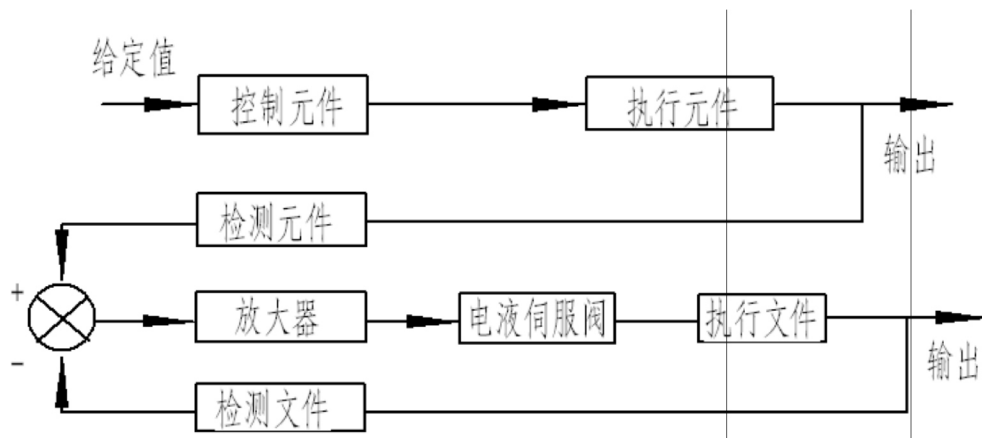 给定值
控制元件
执行元件
输出
检测元件
+
放大器
电液伺服阀
执行文件
输出
-
检测文件